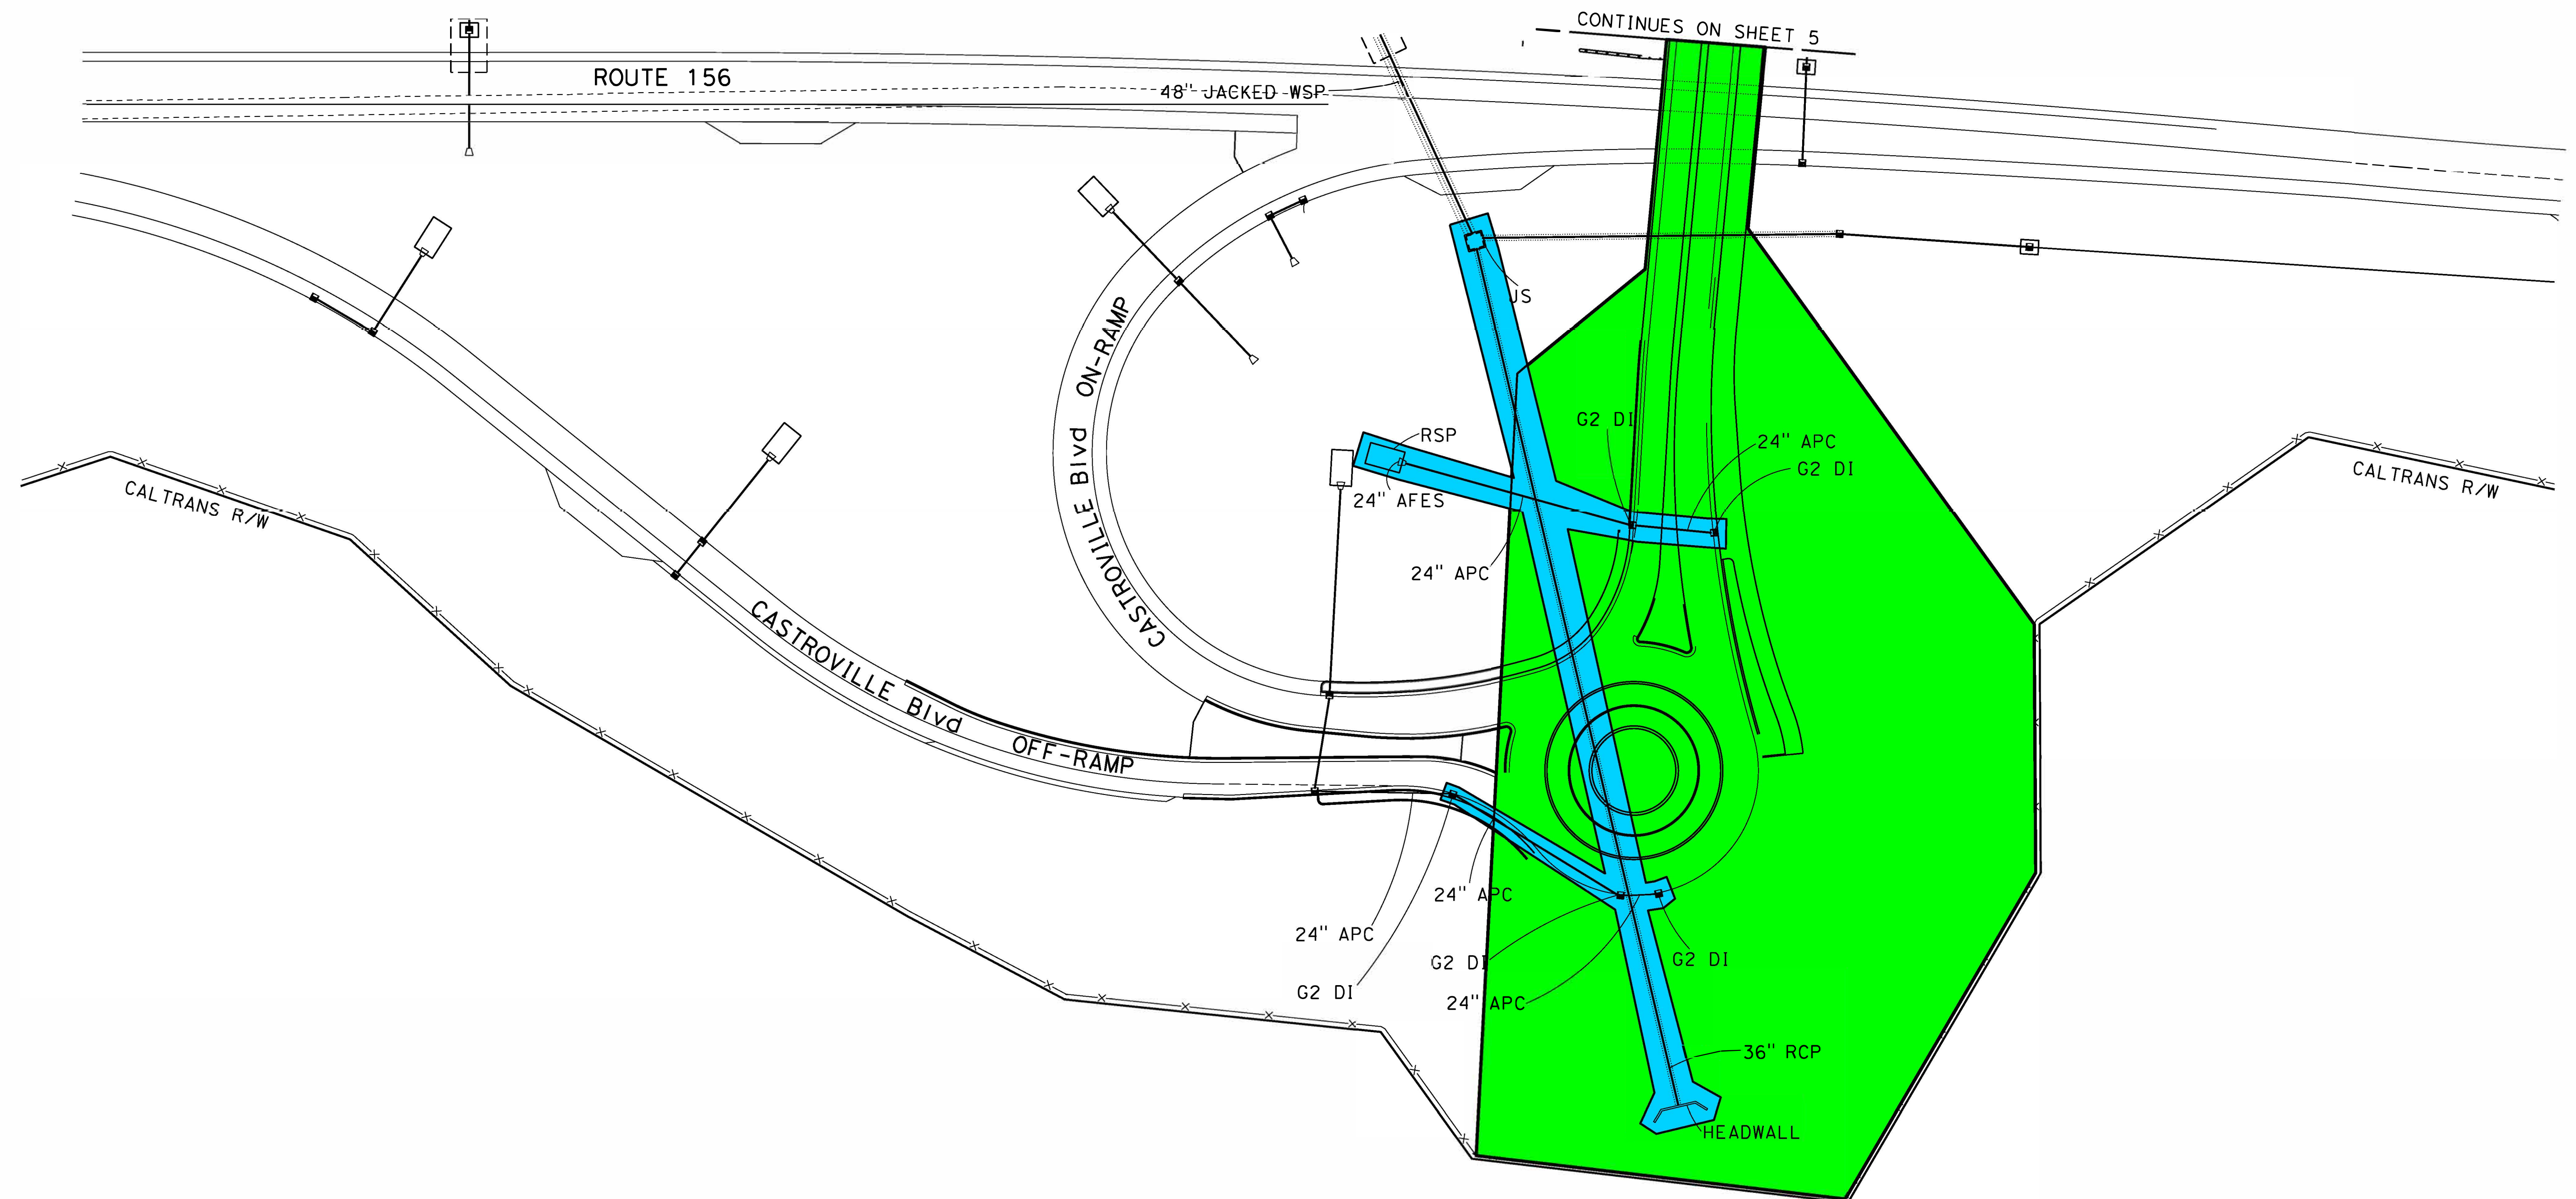 CONTINUES ON SHEET 5
ROUTE 156
48" JACKED WSP
JS
CASTROVILLE Blvd ON-RAMP
G2 DI
RSP
24" APC
G2 DI
CALTRANS R/W
CALTRANS R/W
24" AFES
24" APC
CASTROVILLE Blvd OFF-RAMP
24" APC
24" APC
G2 DI
G2 DI
G2 DI
24" APC
36" RCP
HEADWALL